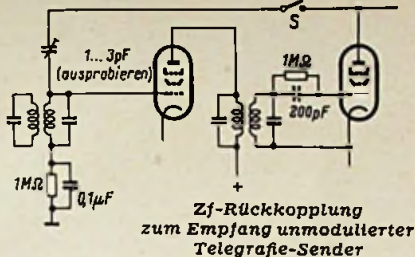 S
1...3pF
(ausprobieren)
1MΩ
200pF
1MΩ
0,1µF
+
Zf-Rückkopplung
zum Empfang unmodulierter
Telegrafie-Sender